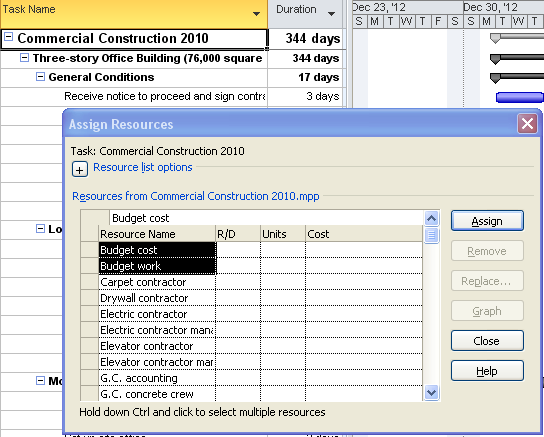 Task Name Duration Dec 23, '12 Dec 30, '12
S M T W T F S S M T W T
Commercial Construction 2010 344 days
Three-story Office Building (76,000 square 344 days
General Conditions 17 days
Receive notice to proceed and sign contra 3 days
Assign Resources
Task: Commercial Construction 2010
+ Resource list options
Resources from Commercial Construction 2010.mpp
Budget cost
Resource Name R/D Units Cost
Budget cost
Budget work
Carpet contractor
Drywall contractor
Electric contractor
Electric contractor mana
Elevator contractor
Elevator contractor mar
G.C. accounting
G.C. concrete crew
Assign
Remove
Replace...
Graph
Close
Help
Hold down Ctrl and click to select multiple resources
Lo
Mo